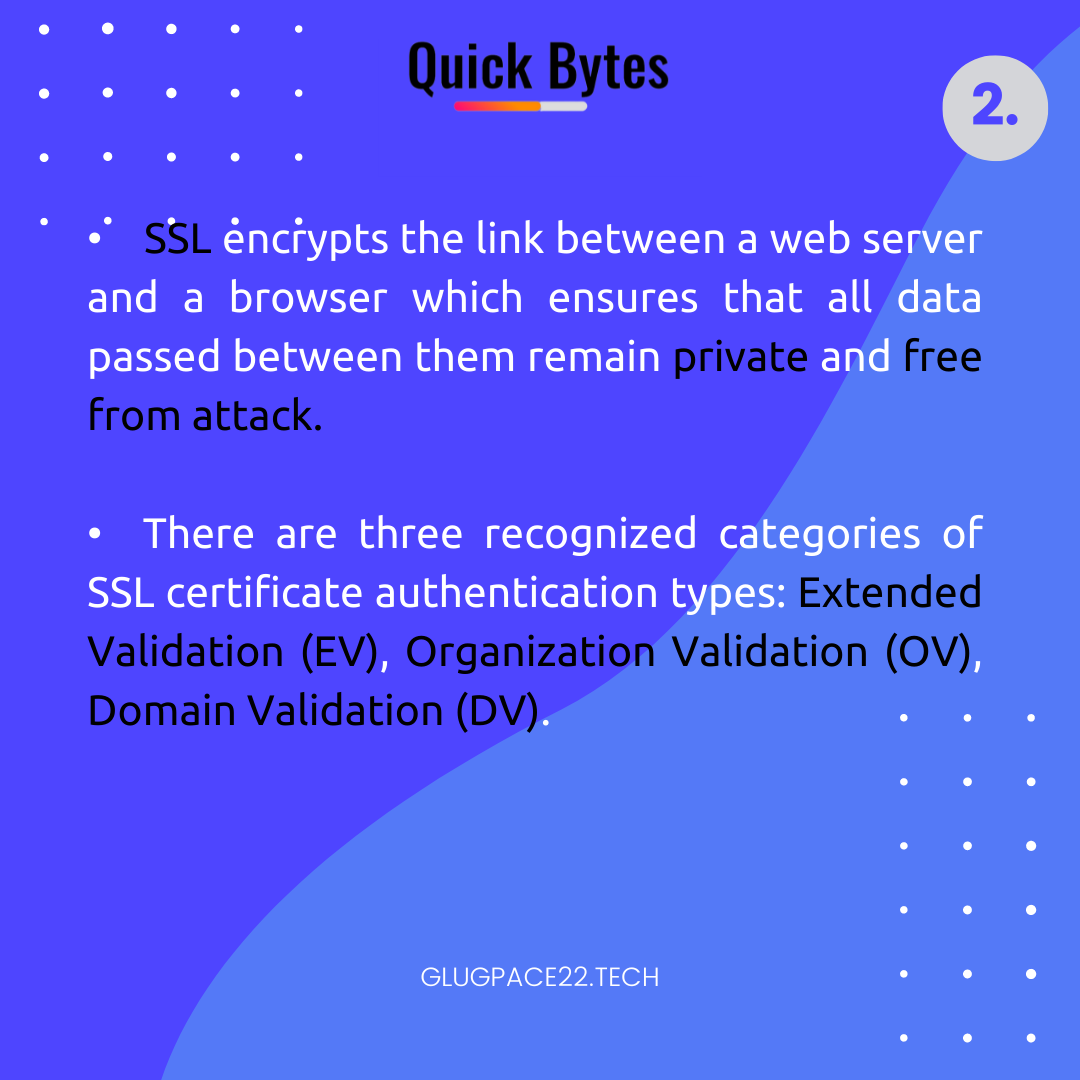 Quick Bytes
2.
• SSL encrypts the link between a web server
and a browser which ensures that all data
passed between them remain private and free
from attack.
• There are three recognized categories of
SSL certificate authentication types: Extended
Validation (EV), Organization Validation (OV),
Domain Validation (DV).
GLUGPACE22.TECH